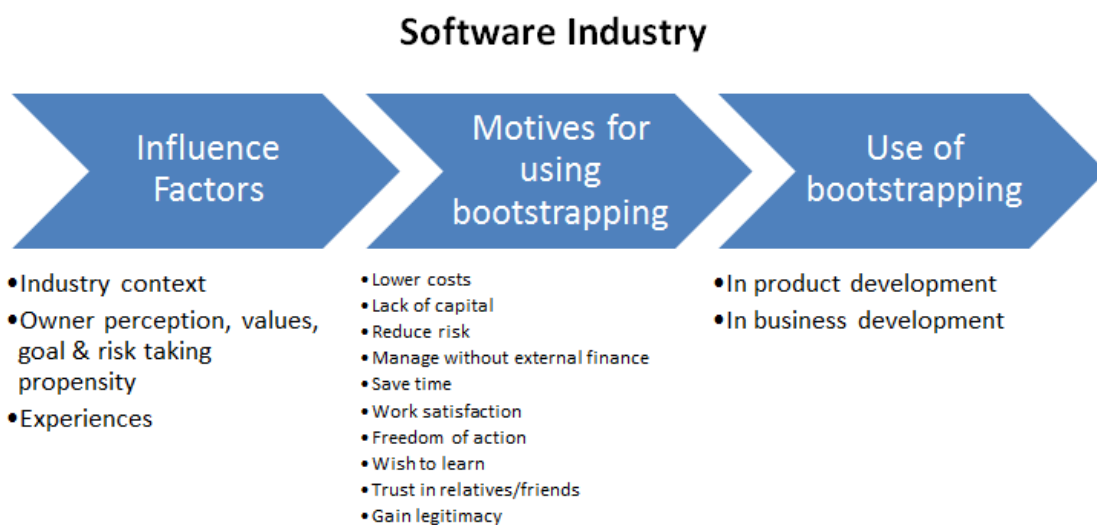 Software Industry
Influence
Factors
•Industry context
•Owner perception, values,
goal & risk taking
propensity
•Experiences
Motives for
using
bootstrapping
•Lower costs
•Lack of capital
•Reduce risk
•Manage without external finance
•Save time
•Work satisfaction
•Freedom of action
•Wish to learn
•Trust in relatives/friends
•Gain legitimacy
Use of
bootstrapping
•In product development
•In business development